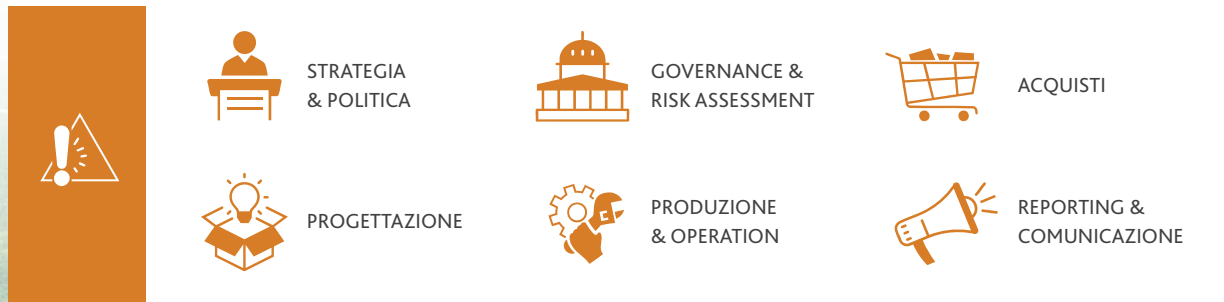 STRATEGIA
& POLITICA
GOVERNANCE &
RISK ASSESSMENT
ACQUISTI
PROGETTAZIONE
PRODUZIONE
& OPERATION
REPORTING &
COMUNICAZIONE